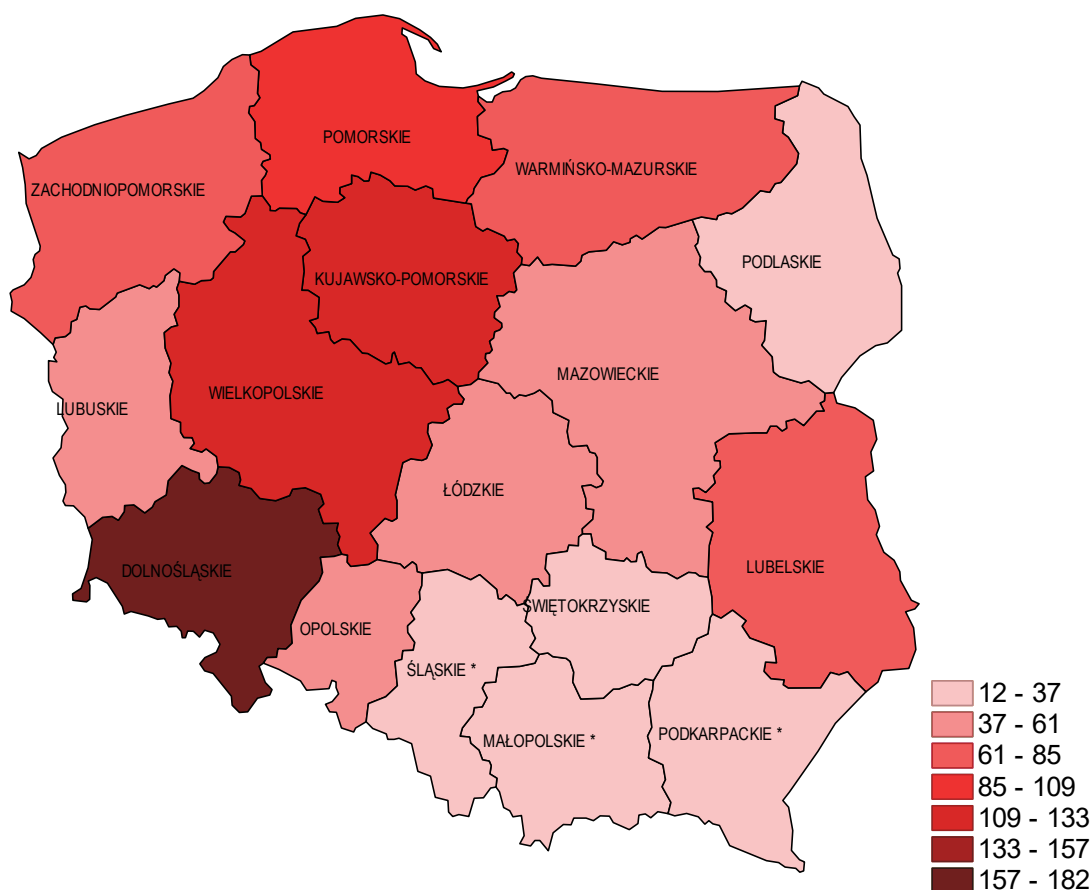 POMORSKIE
WARMIŃSKO-MAZURSKIE
ZACHODNIOPOMORSKIE
PODLASKIE
KUJAWSKO-POMORSKIE
MAZOWIECKIE
WIELKOPOLSKIE
LUBUSKIE
ŁÓDZKIE
LUBELSKIE
DOLNOŚLĄSKIE
ŚWIĘTOKRZYSKIE
OPOLSKIE
ŚLĄSKIE *
PODKARPACKIE *
MAŁOPOLSKIE *
12 - 37
37 - 61
61 - 85
85 - 109
109 - 133
133 - 157
157 - 182